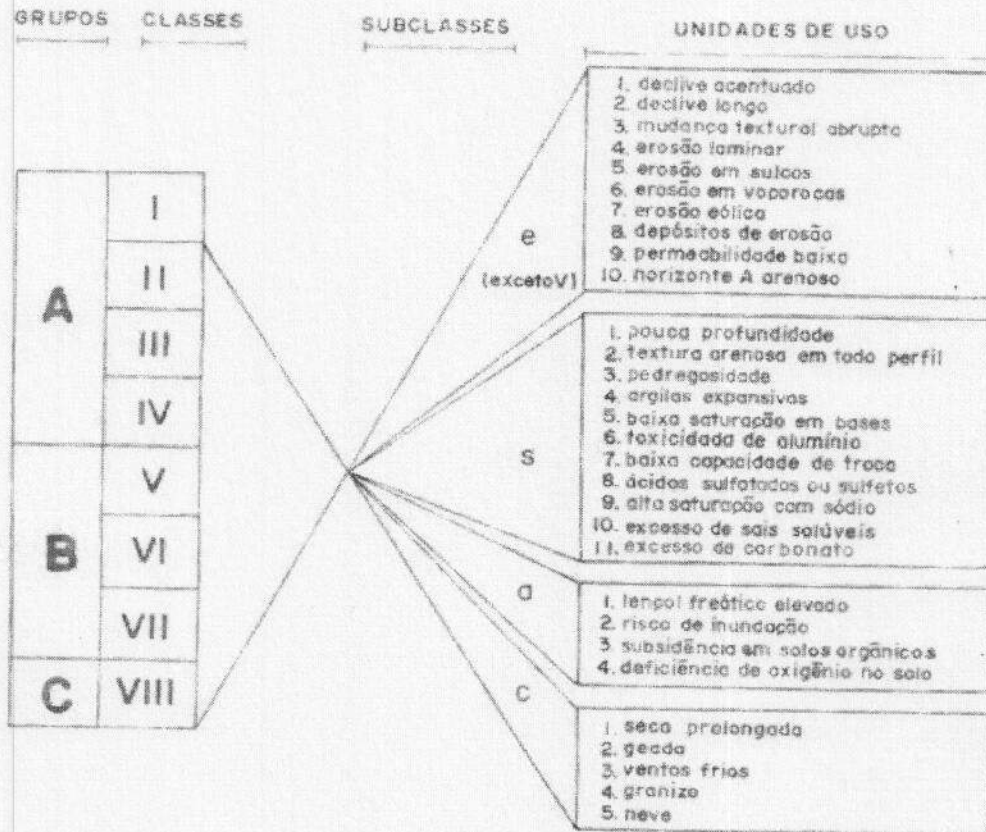 GRUPOS CLASSES SUBCLASSES UNIDADES DE USO
A
I
II
III
IV
B
V
VI
VII
C
VIII
e
(exceto V)
1. declive acentuado
2. declive longo
3. mudança textural abrupta
4. erosão laminar
5. erosão em sulcos
6. erosão em voporocas
7. erosão eólica
8. depósitos de erosão
9. permeabilidade baixa
10. horizonte A arenoso
s
1. pouca profundidade
2. textura arenosa em todo perfil
3. pedregosidade
4. argilas expansivas
5. baixa saturação em bases
6. toxicidade de alumínio
7. baixa capacidade de troca
8. ácidos sulfatados ou sulfetos
9. alta saturação com sódio
10. excesso de sais solúveis
11. excesso de carbonato
a
1. lençol freático elevado
2. risco de inundação
3. subsidência em solos orgânicos
4. deficiência de oxigênio no solo
c
1. seca prolongada
2. geada
3. ventos frios
4. granizo
5. neve